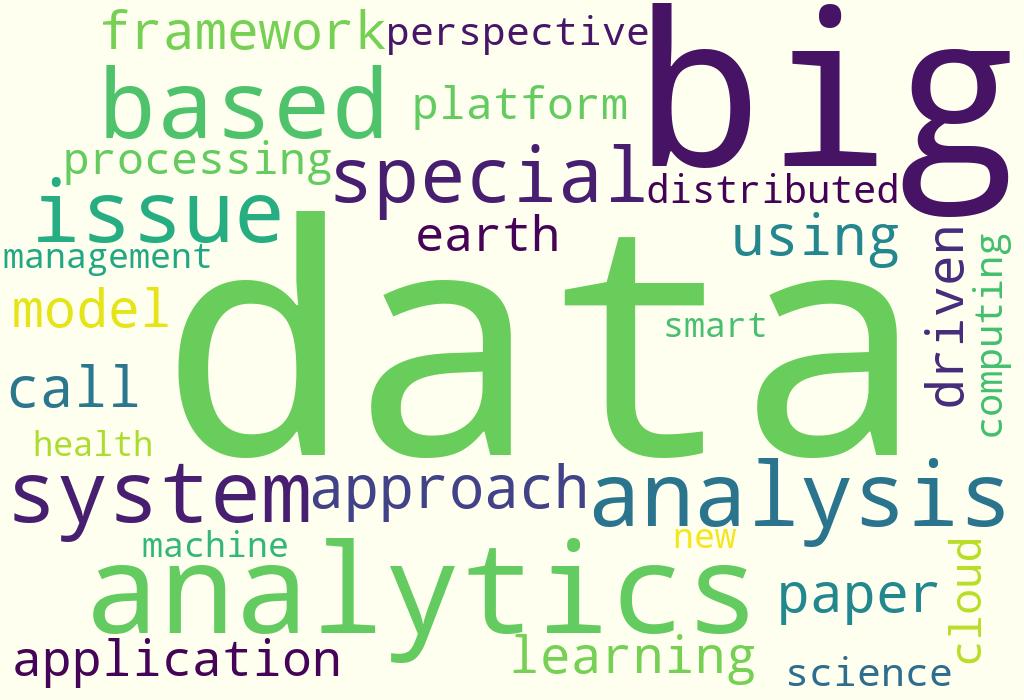 framework
perspective
big
based
platform
processing
special
distributed
issue
earth
using
management
data
driven
computing
model
smart
call
health
system
approach
analysis
machine
new
analytics
cloud
paper
application
learning
science